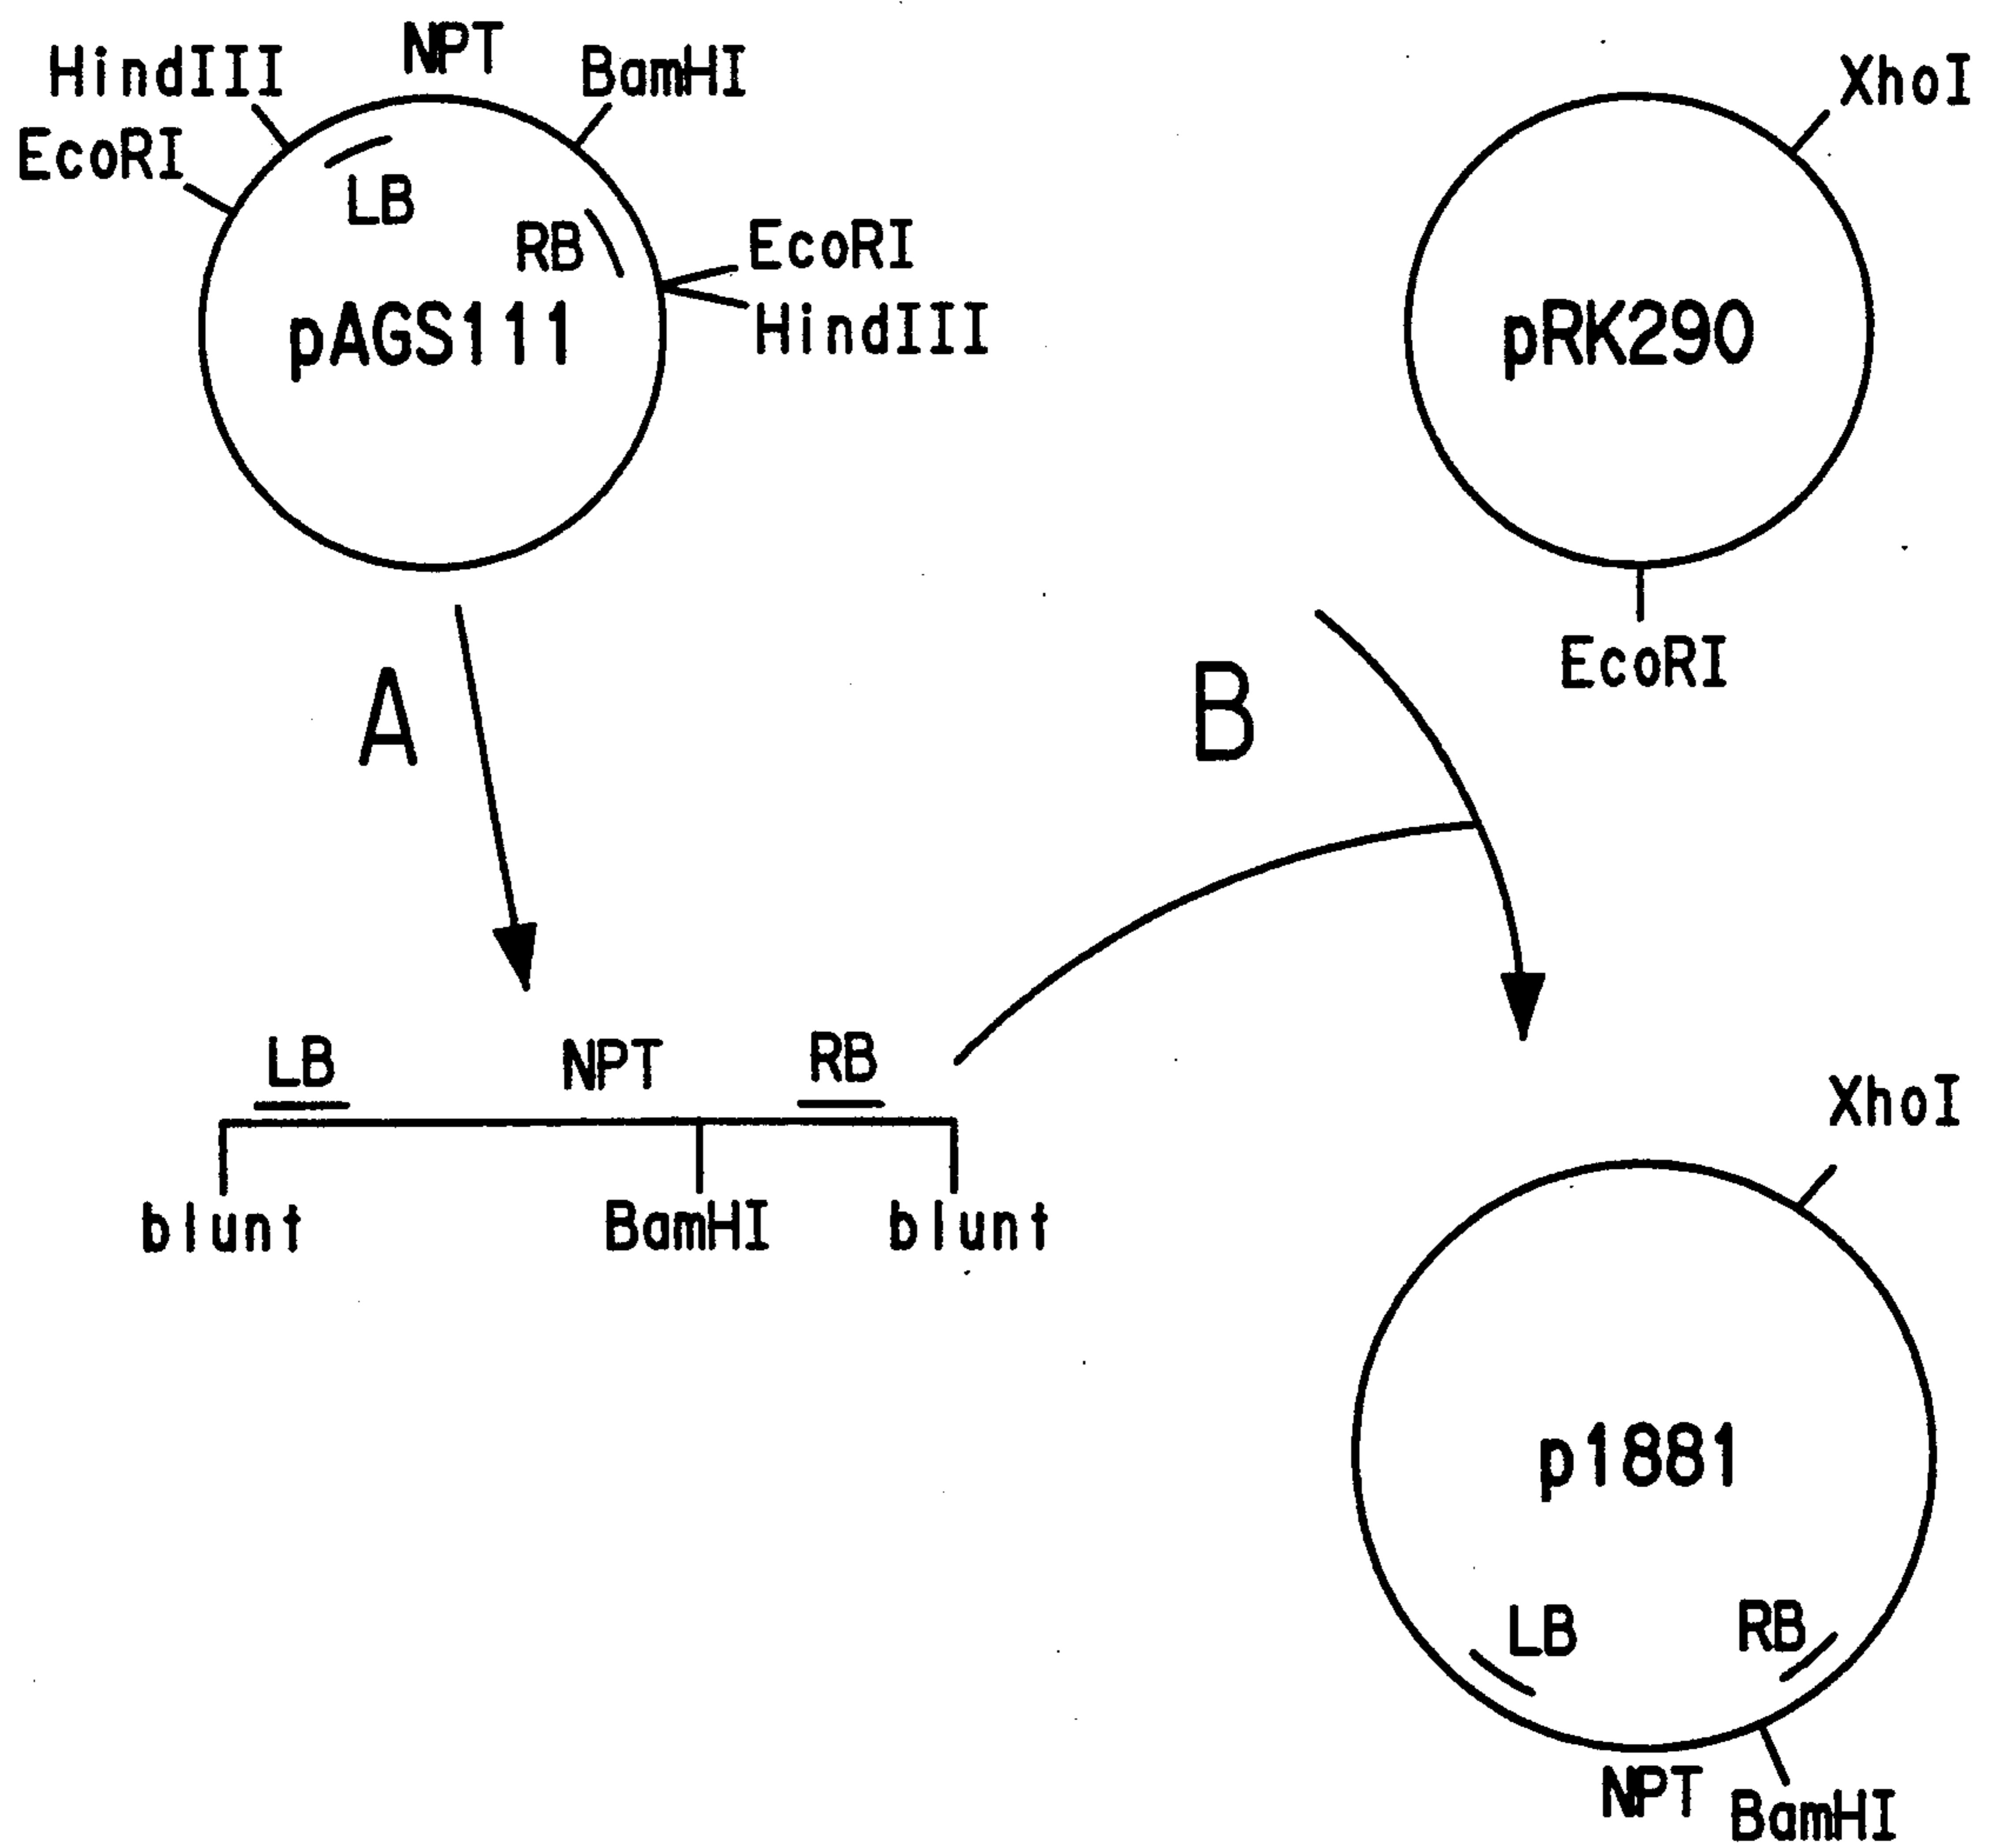 NPT
HindIII
BamHI
EcoRI
LB
RB
EcoRI
HindIII
pAGS111
XhoI
pRK290
EcoRI
A
B
LB
NPT
RB
blunt
BamHI
blunt
XhoI
p1881
LB
RB
NPT
BamHI